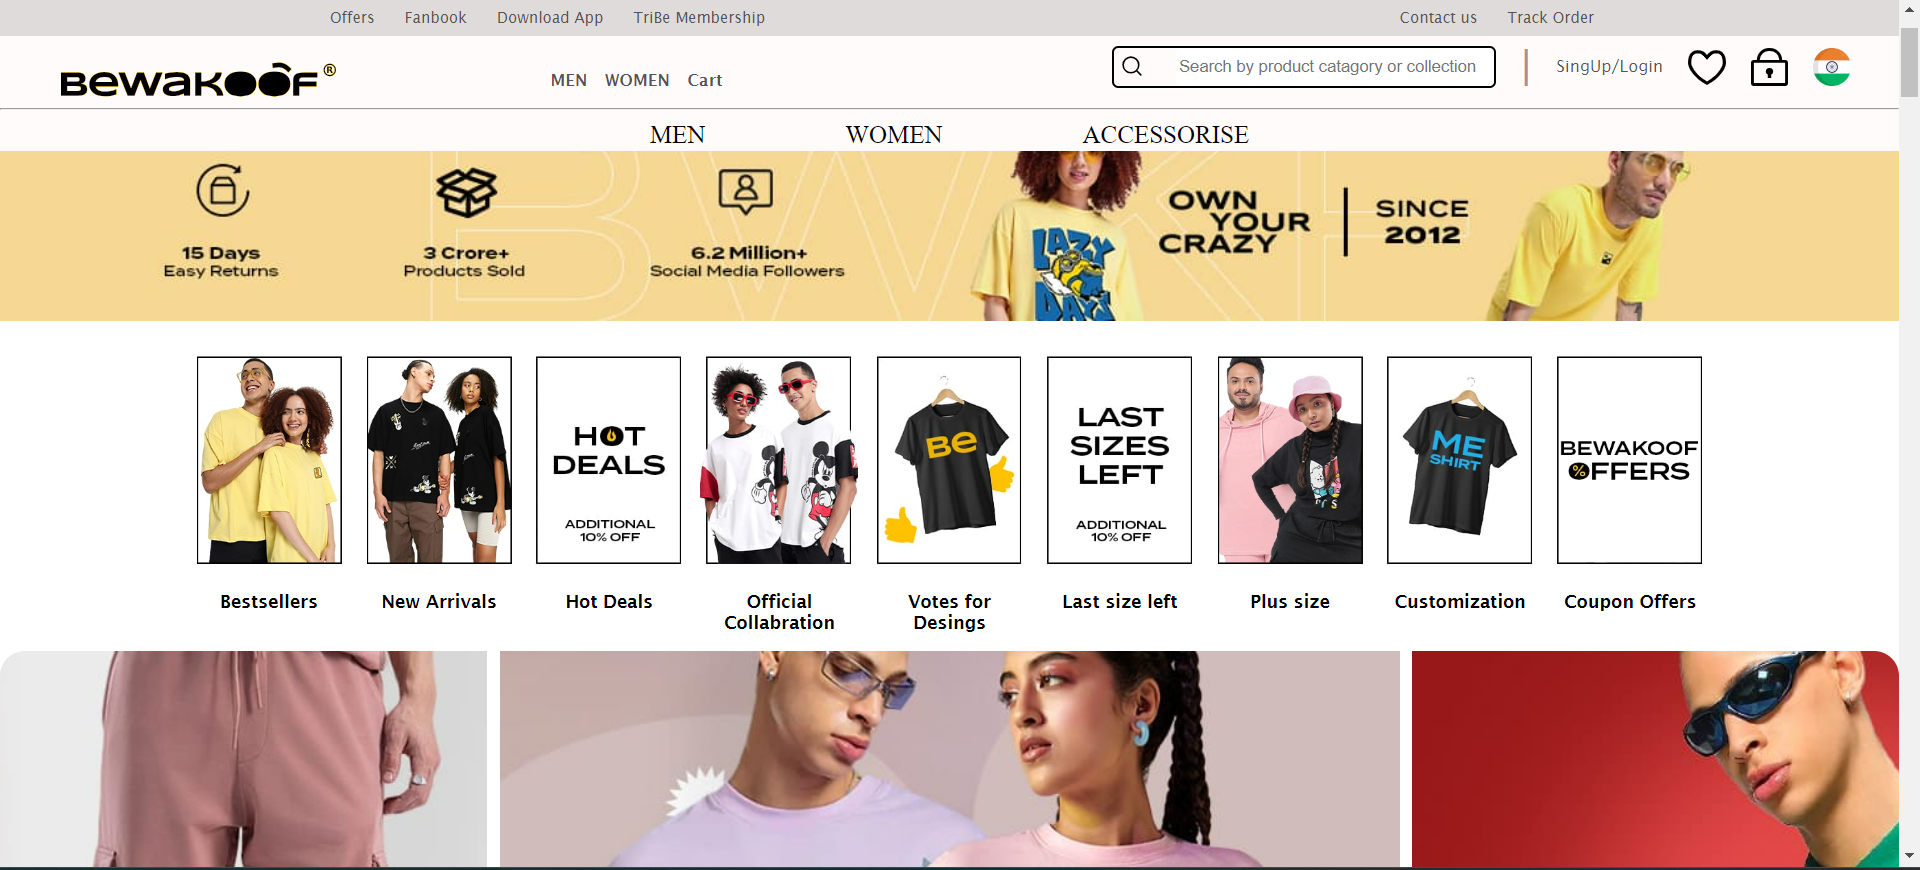 Offers Fanbook Download App TriBe Membership Contact us Track Order
BEWAKOOF® MEN WOMEN Cart Search by product catagory or collection SingUp/Login
MEN WOMEN ACCESSORISE
15 Days
Easy Returns
3 Crore+
Products Sold
6.2 Million+
Social Media Followers
LAZY
DAYS
OWN
YOUR
CRAZY
SINCE
2012
HOT
DEALS
ADDITIONAL
10% OFF
BE
LAST
SIZES
LEFT
ADDITIONAL
10% OFF
ME
SHIRT
BEWAKOOF
OFFERS
Bestsellers
New Arrivals
Hot Deals
Official
Collabration
Votes for
Desings
Last size left
Plus size
Customization
Coupon Offers